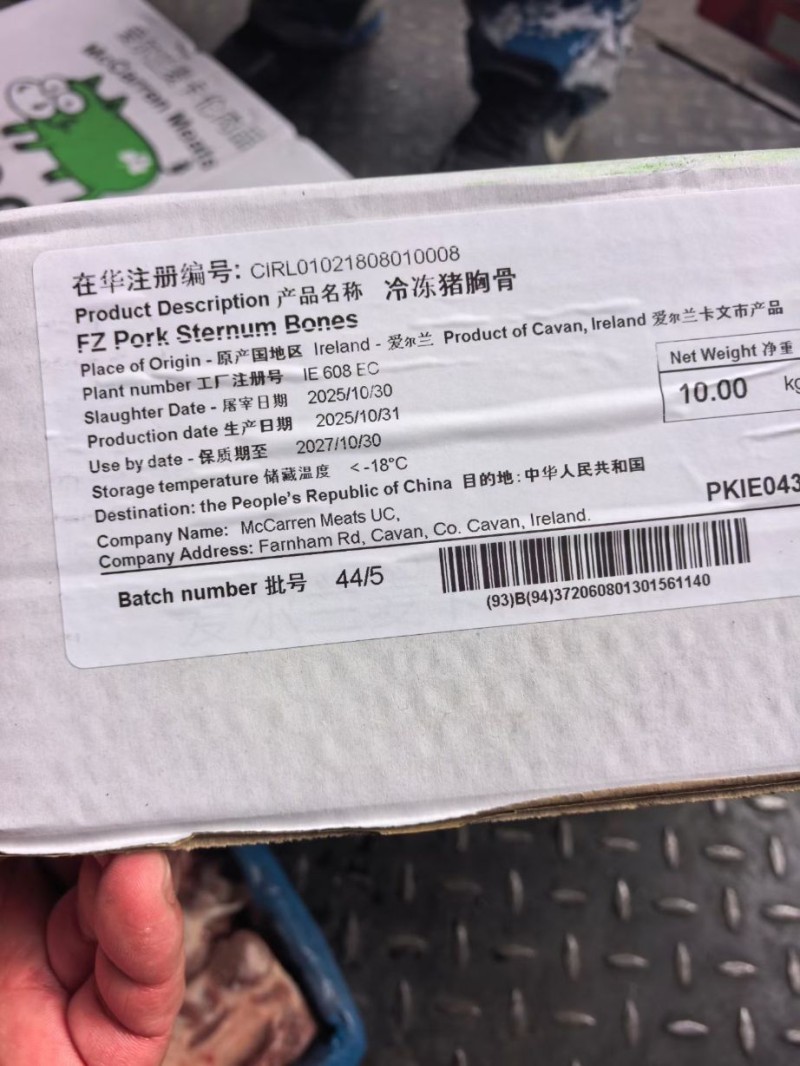 McCarren Meats
在华注册编号: CIRL01021808010008
Product Description 产品名称 冷冻猪胸骨
FZ Pork Sternum Bones
Place of Origin - 原产国地区 Ireland - 爱尔兰 Product of Cavan, Ireland 爱尔兰卡文市产品
Plant number 工厂注册号 IE 608 EC
Net Weight 净重
Slaughter Date - 屠宰日期 2025/10/30
10.00 kg
Production date 生产日期 2025/10/31
Use by date - 保质期至 2027/10/30
Storage temperature 储藏温度 < -18°C
Destination: the People's Republic of China 目的地:中华人民共和国
PKIE043
Company Name: McCarren Meats UC,
Company Address: Farnham Rd, Cavan, Co. Cavan, Ireland.
Batch number 批号 44/5
(93)B(94)372060801301561140